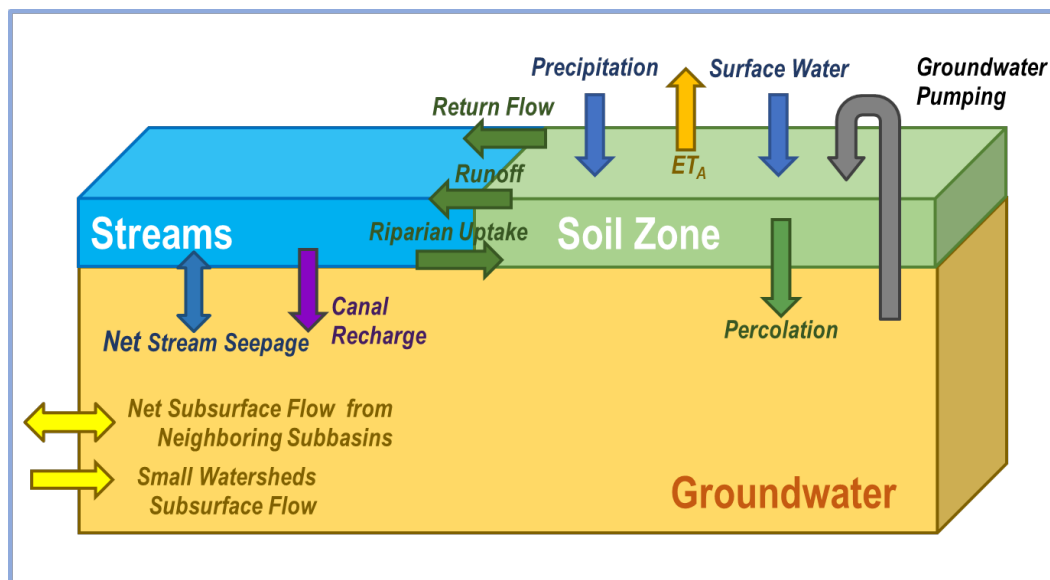 Precipitation
Surface Water
Groundwater
Pumping
Return Flow
ET_A
Runoff
Streams
Riparian Uptake
Soil Zone
Canal
Recharge
Net Stream Seepage
Percolation
Net Subsurface Flow from
Neighboring Subbasins
Small Watersheds
Subsurface Flow
Groundwater